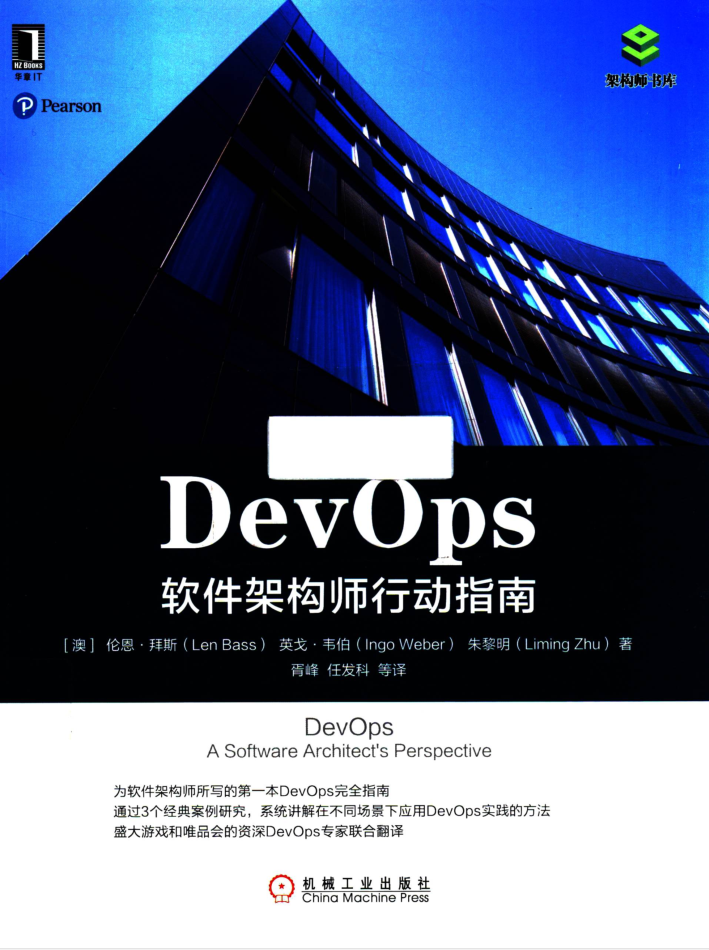 HZ BOOKS
华章IT
Pearson
架构师书库
DevOps
软件架构师行动指南
[澳] 伦恩·拜斯(Len Bass) 英戈·韦伯(Ingo Weber) 朱黎明(Liming Zhu) 著
胥峰 任发科 等译
DevOps
A Software Architect's Perspective
为软件架构师所写的第一本DevOps完全指南
通过3个经典案例研究,系统讲解在不同场景下应用DevOps实践的方法
盛大游戏和唯品会的资深DevOps专家联合翻译
机械工业出版社
China Machine Press